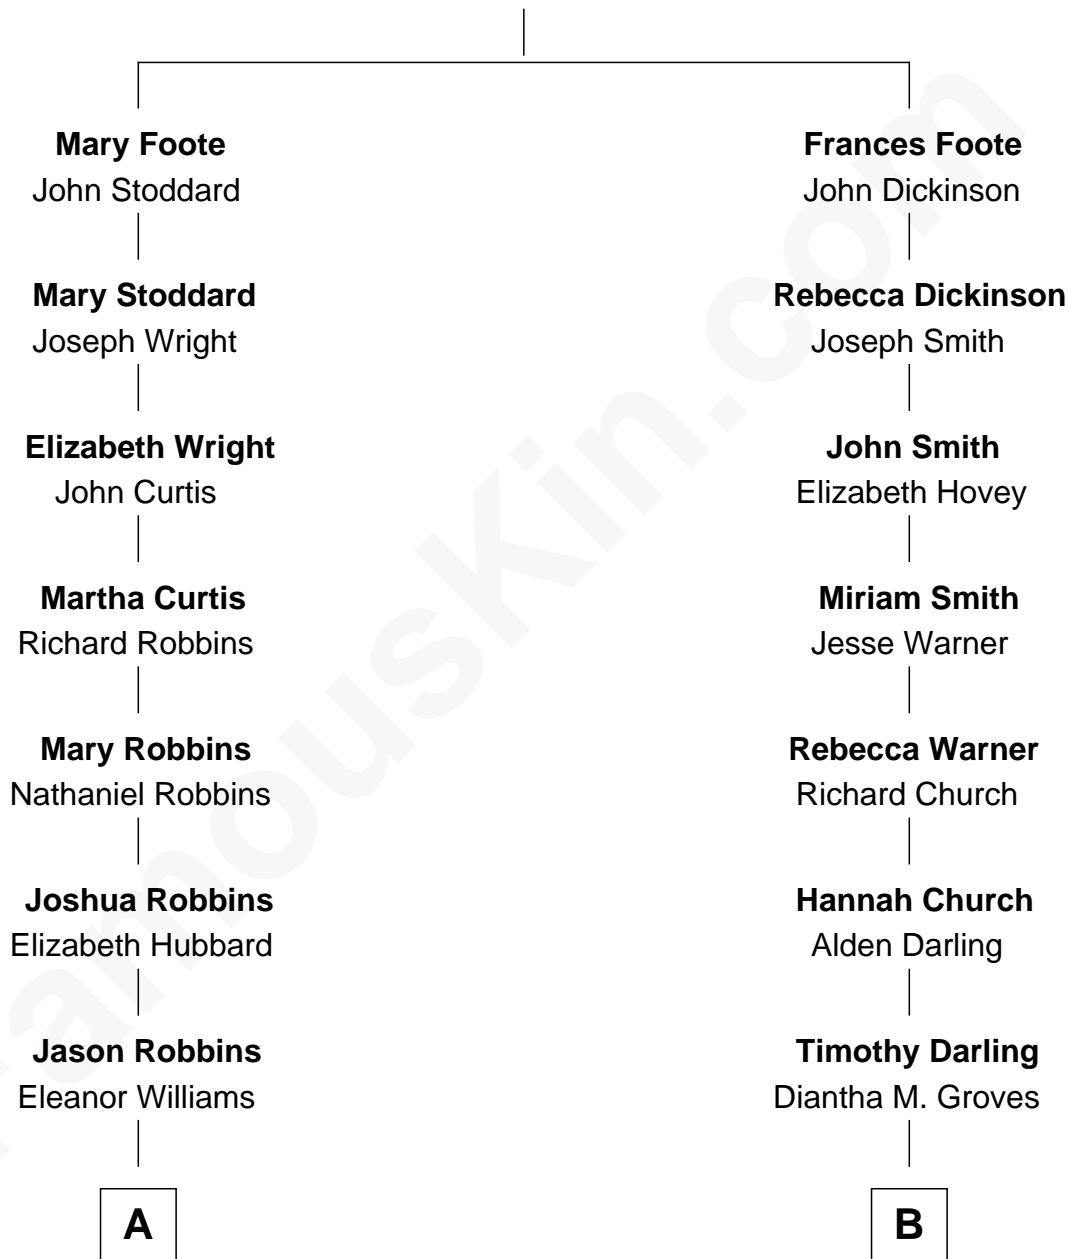 Mary Foote
John Stoddard
Frances Foote
John Dickinson
Mary Stoddard
Joseph Wright
Rebecca Dickinson
Joseph Smith
Elizabeth Wright
John Curtis
John Smith
Elizabeth Hovey
Martha Curtis
Richard Robbins
Miriam Smith
Jesse Warner
Mary Robbins
Nathaniel Robbins
Rebecca Warner
Richard Church
Joshua Robbins
Elizabeth Hubbard
Hannah Church
Alden Darling
Jason Robbins
Eleanor Williams
Timothy Darling
Diantha M. Groves
A
B
FamousKin.com